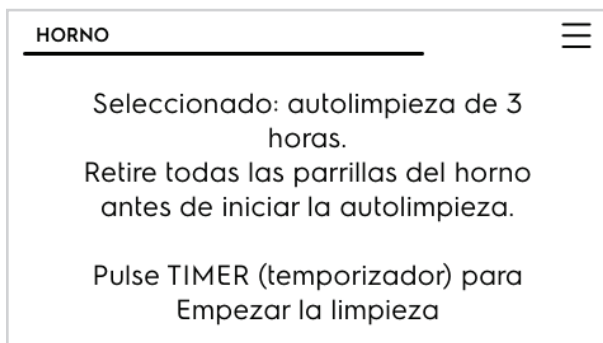 HORNO
Seleccionado: autolimpieza de 3
horas.
Retire todas las parrillas del horno
antes de iniciar la autolimpieza.
Pulse TIMER (temporizador) para
Empezar la limpieza